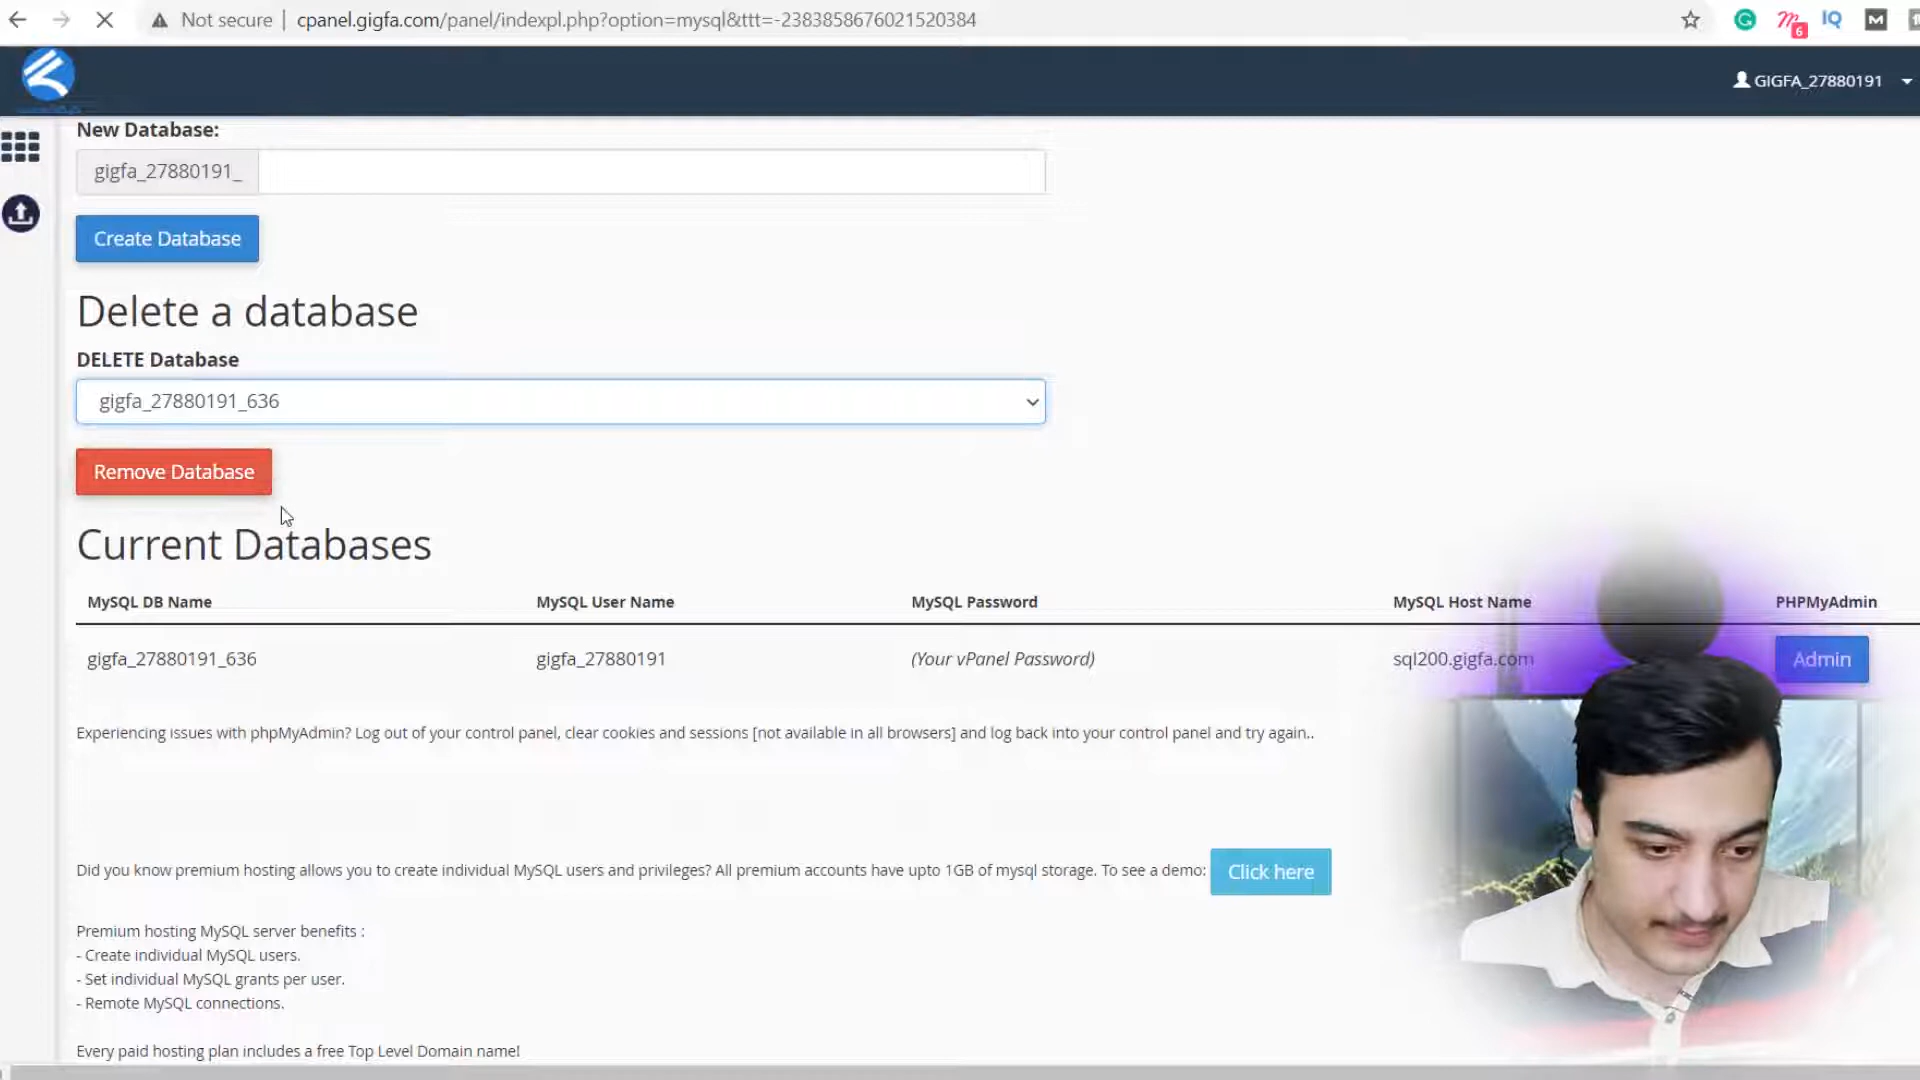 Not secure | cpanel.gigfa.com/panel/indexpl.php?option=mysql&ttt=-2383858676021520384
6
IQ
M
GIGFA_27880191
New Database:
gigfa_27880191_
Create Database
Delete a database
DELETE Database
gigfa_27880191_636
Remove Database
Current Databases
MySQL DB Name MySQL User Name MySQL Password MySQL Host Name PHPMyAdmin
gigfa_27880191_636 gigfa_27880191 (Your vPanel Password) sql200.gigfa.com Admin
Experiencing issues with phpMyAdmin? Log out of your control panel, clear cookies and sessions [not available in all browsers] and log back into your control panel and try again..
Did you know premium hosting allows you to create individual MySQL users and privileges? All premium accounts have upto 1GB of mysql storage. To see a demo: Click here
Premium hosting MySQL server benefits :
- Create individual MySQL users.
- Set individual MySQL grants per user.
- Remote MySQL connections.
Every paid hosting plan includes a free Top Level Domain name!